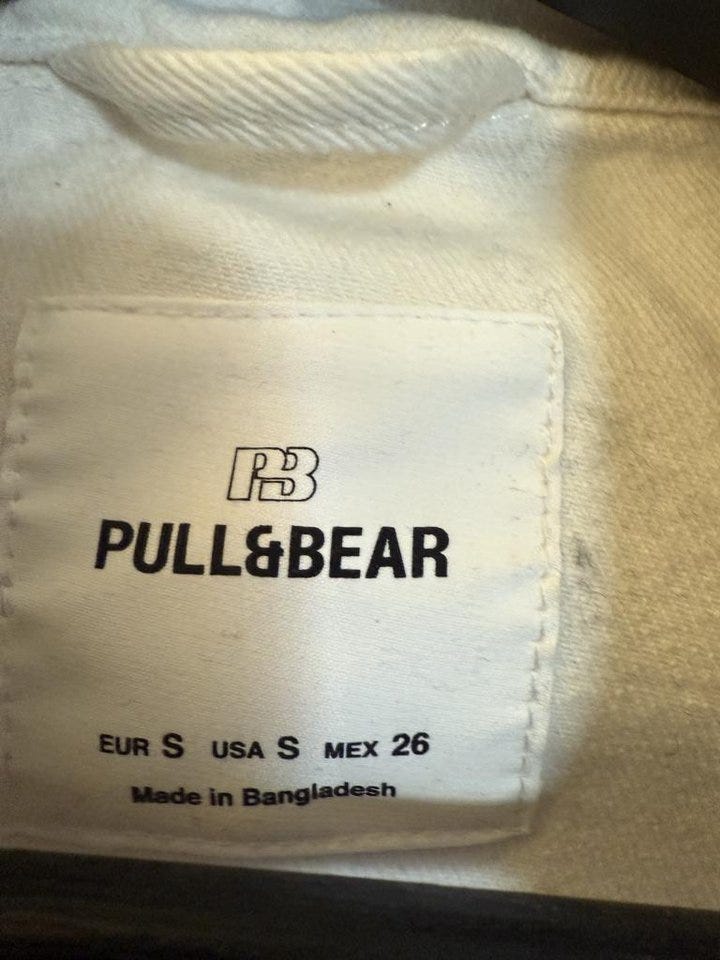 PB
PULL&BEAR
EUR S USA S MEX 26
Made in Bangladesh